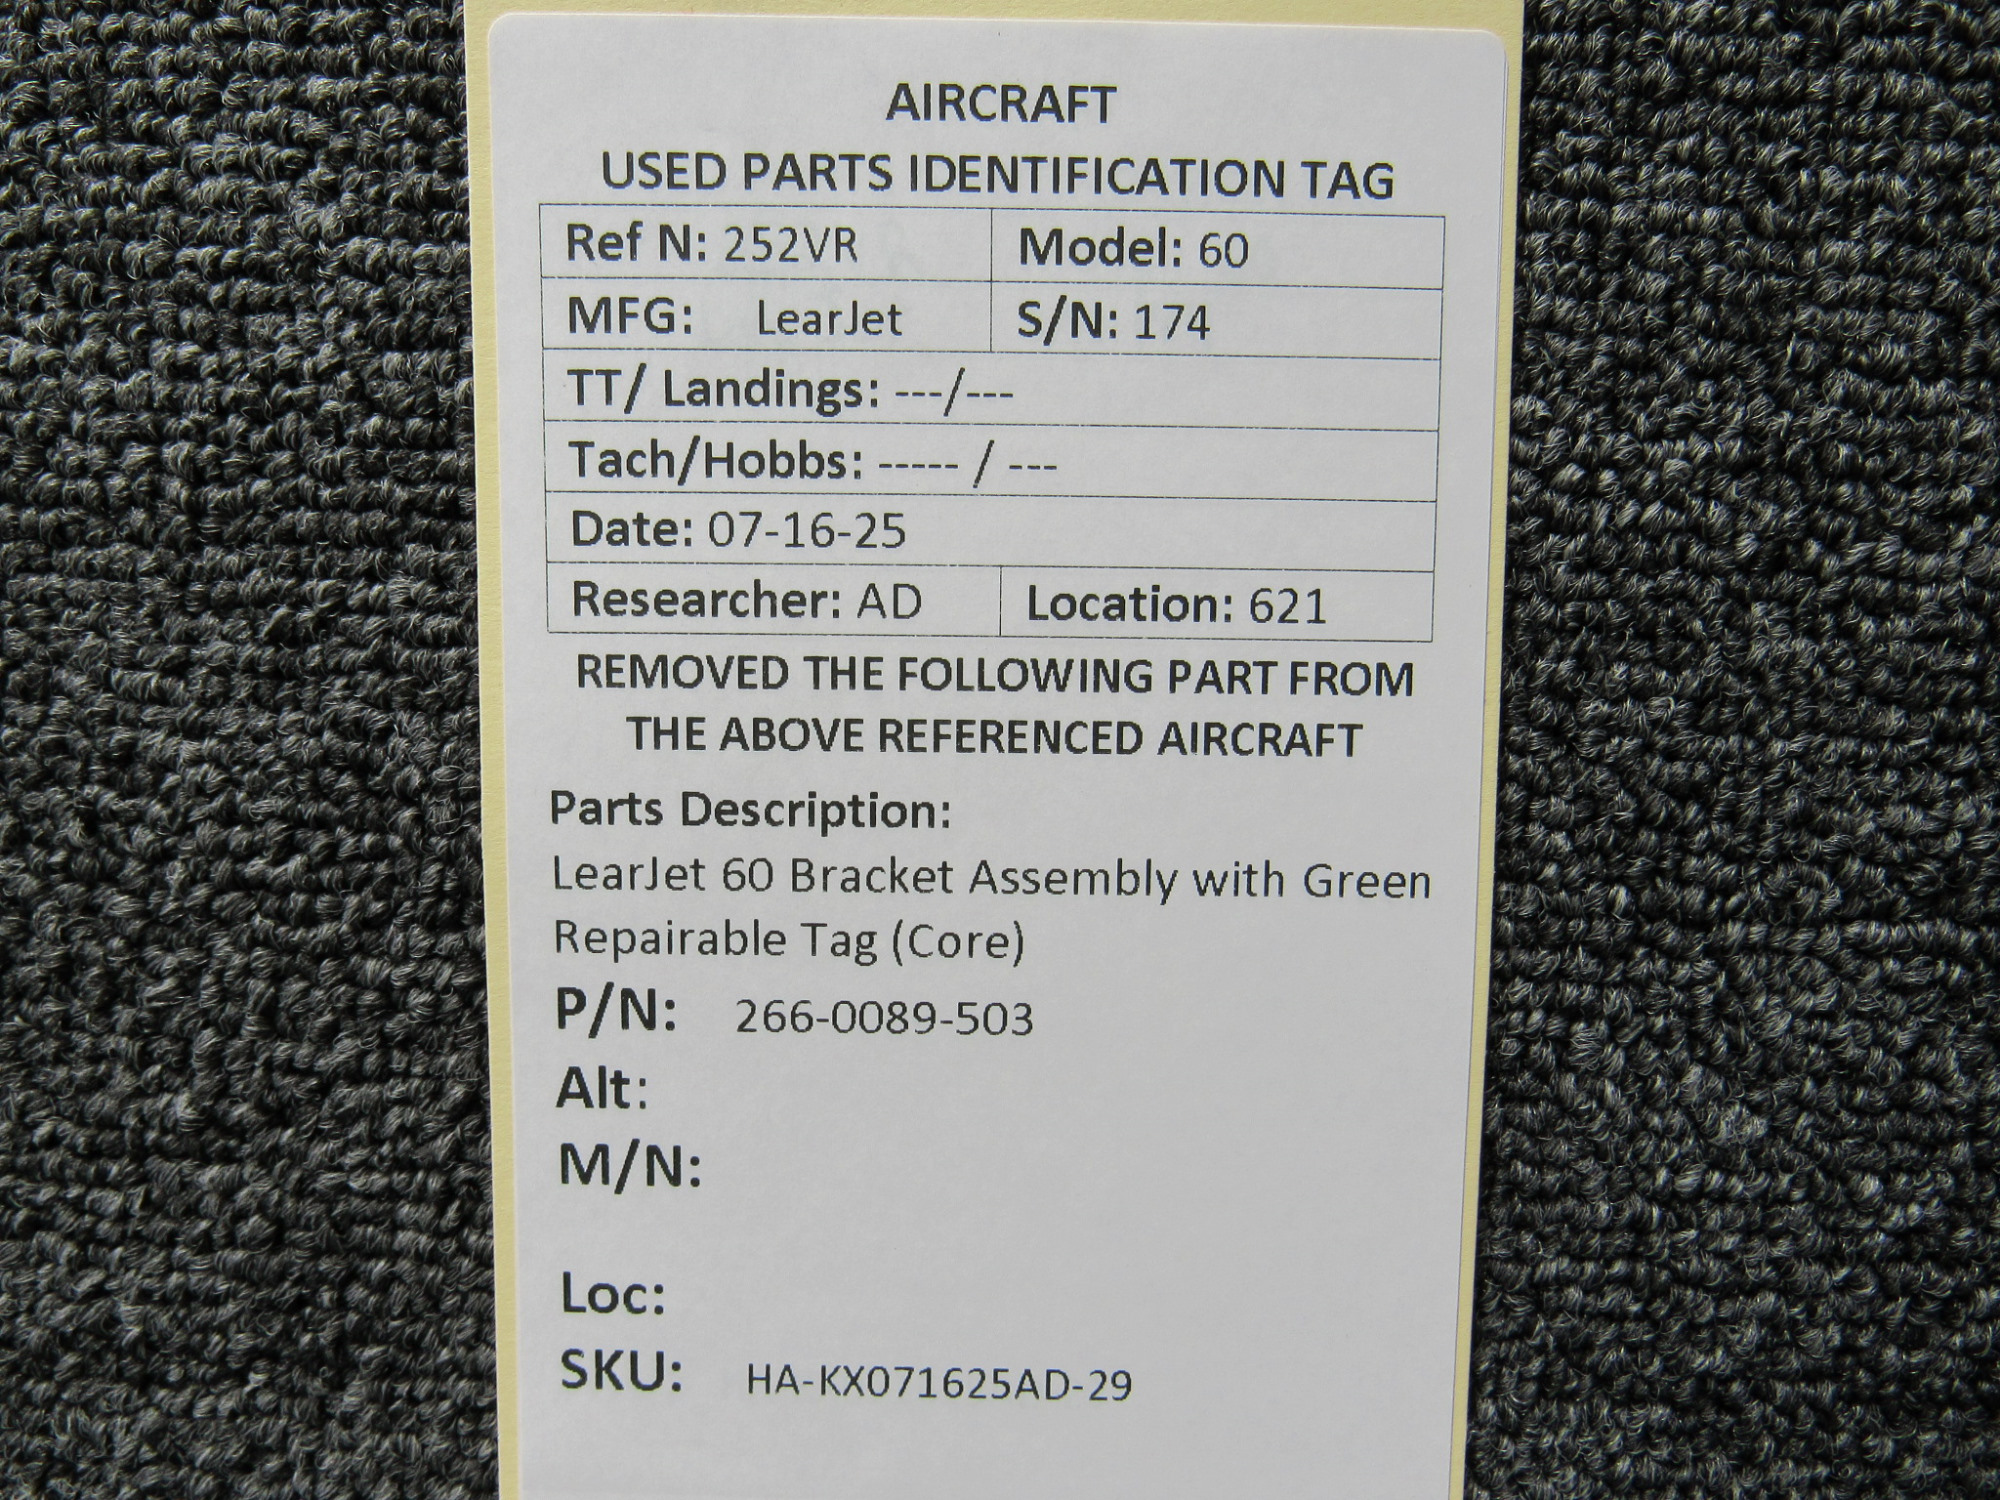 AIRCRAFT
USED PARTS IDENTIFICATION TAG
Ref N: 252VR Model: 60
MFG: LearJet S/N: 174
TT/ Landings: ---/---
Tach/Hobbs: ----- / ---
Date: 07-16-25
Researcher: AD Location: 621
REMOVED THE FOLLOWING PART FROM
THE ABOVE REFERENCED AIRCRAFT
Parts Description:
LearJet 60 Bracket Assembly with Green
Repairable Tag (Core)
P/N: 266-0089-503
Alt:
M/N:
Loc:
SKU: HA-KX071625AD-29